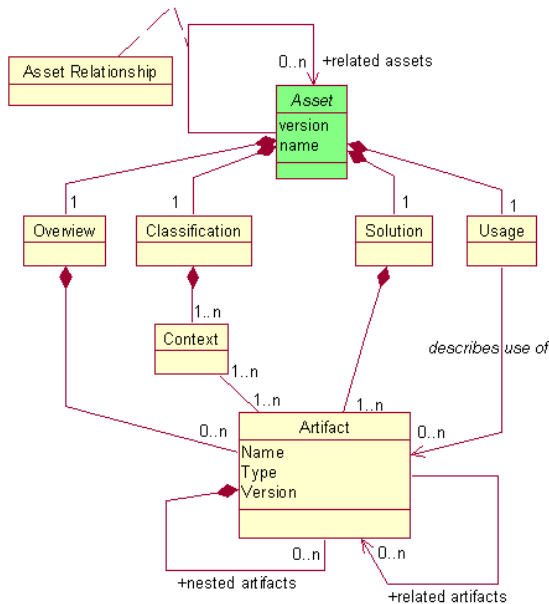 0..n
+related assets
Asset Relationship
Asset
version
name
1
1
1
1
Overview
Classification
Solution
Usage
1..n
Context
describes use of
1..n
1..n
1..n
0..n
0..n
Artifact
Name
Type
Version
0..n
0..n
+nested artifacts
+related artifacts